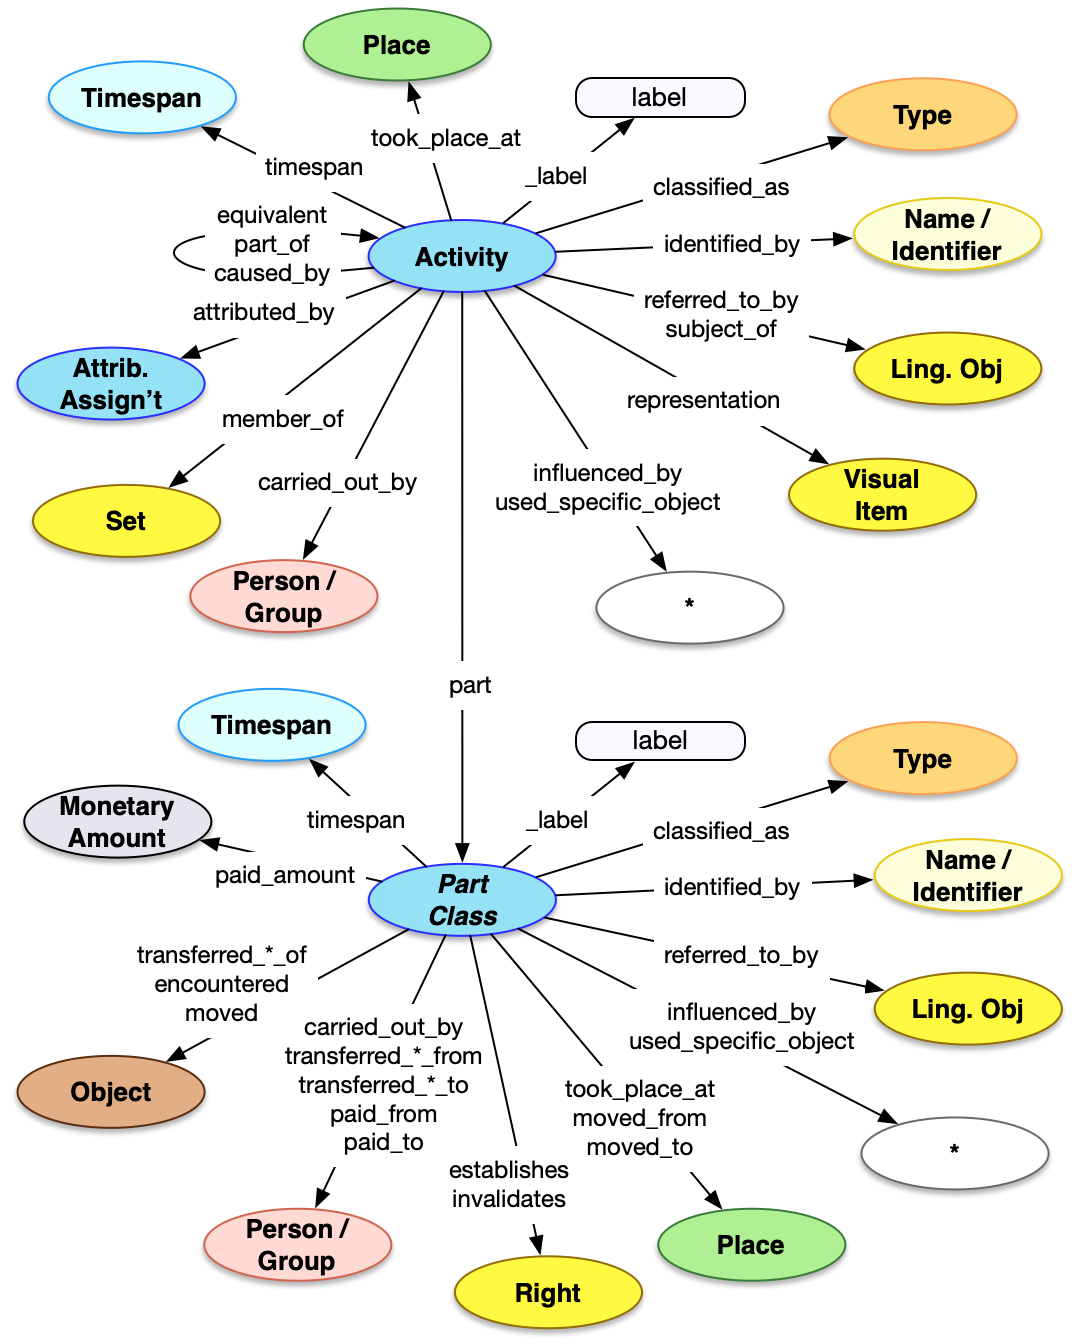 Place
Timespan
label
Type
took_place_at
timespan
_label
classified_as
equivalent
part_of
caused_by
Activity
identified_by
Name /
Identifier
attributed_by
referred_to_by
subject_of
Attrib.
Assign't
Ling. Obj
member_of
representation
carried_out_by
influenced_by
used_specific_object
Visual
Item
Set
Person /
Group
*
part
Timespan
label
Type
Monetary
Amount
timespan
_label
classified_as
paid_amount
Part
Class
identified_by
Name /
Identifier
transferred_*_of
encountered
moved
referred_to_by
Ling. Obj
influenced_by
used_specific_object
carried_out_by
transferred_*_from
transferred_*_to
paid_from
paid_to
Object
took_place_at
moved_from
moved_to
*
establishes
invalidates
Person /
Group
Right
Place